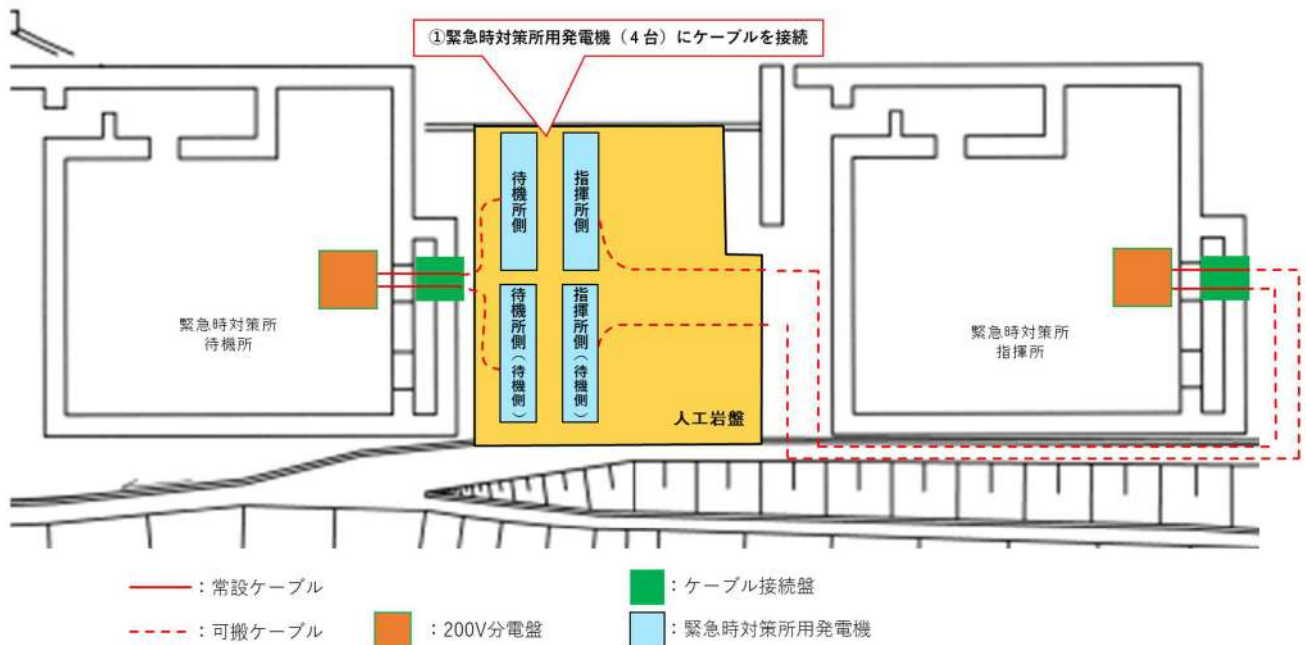 ①緊急時対策所用発電機（4台）にケーブルを接続
待機所側
指揮所側
待機所側（待機側）
指揮所側（待機側）
緊急時対策所
待機所
緊急時対策所
指揮所
人工岩盤
：常設ケーブル
：ケーブル接続盤
：可搬ケーブル
：200V分電盤
：緊急時対策所用発電機